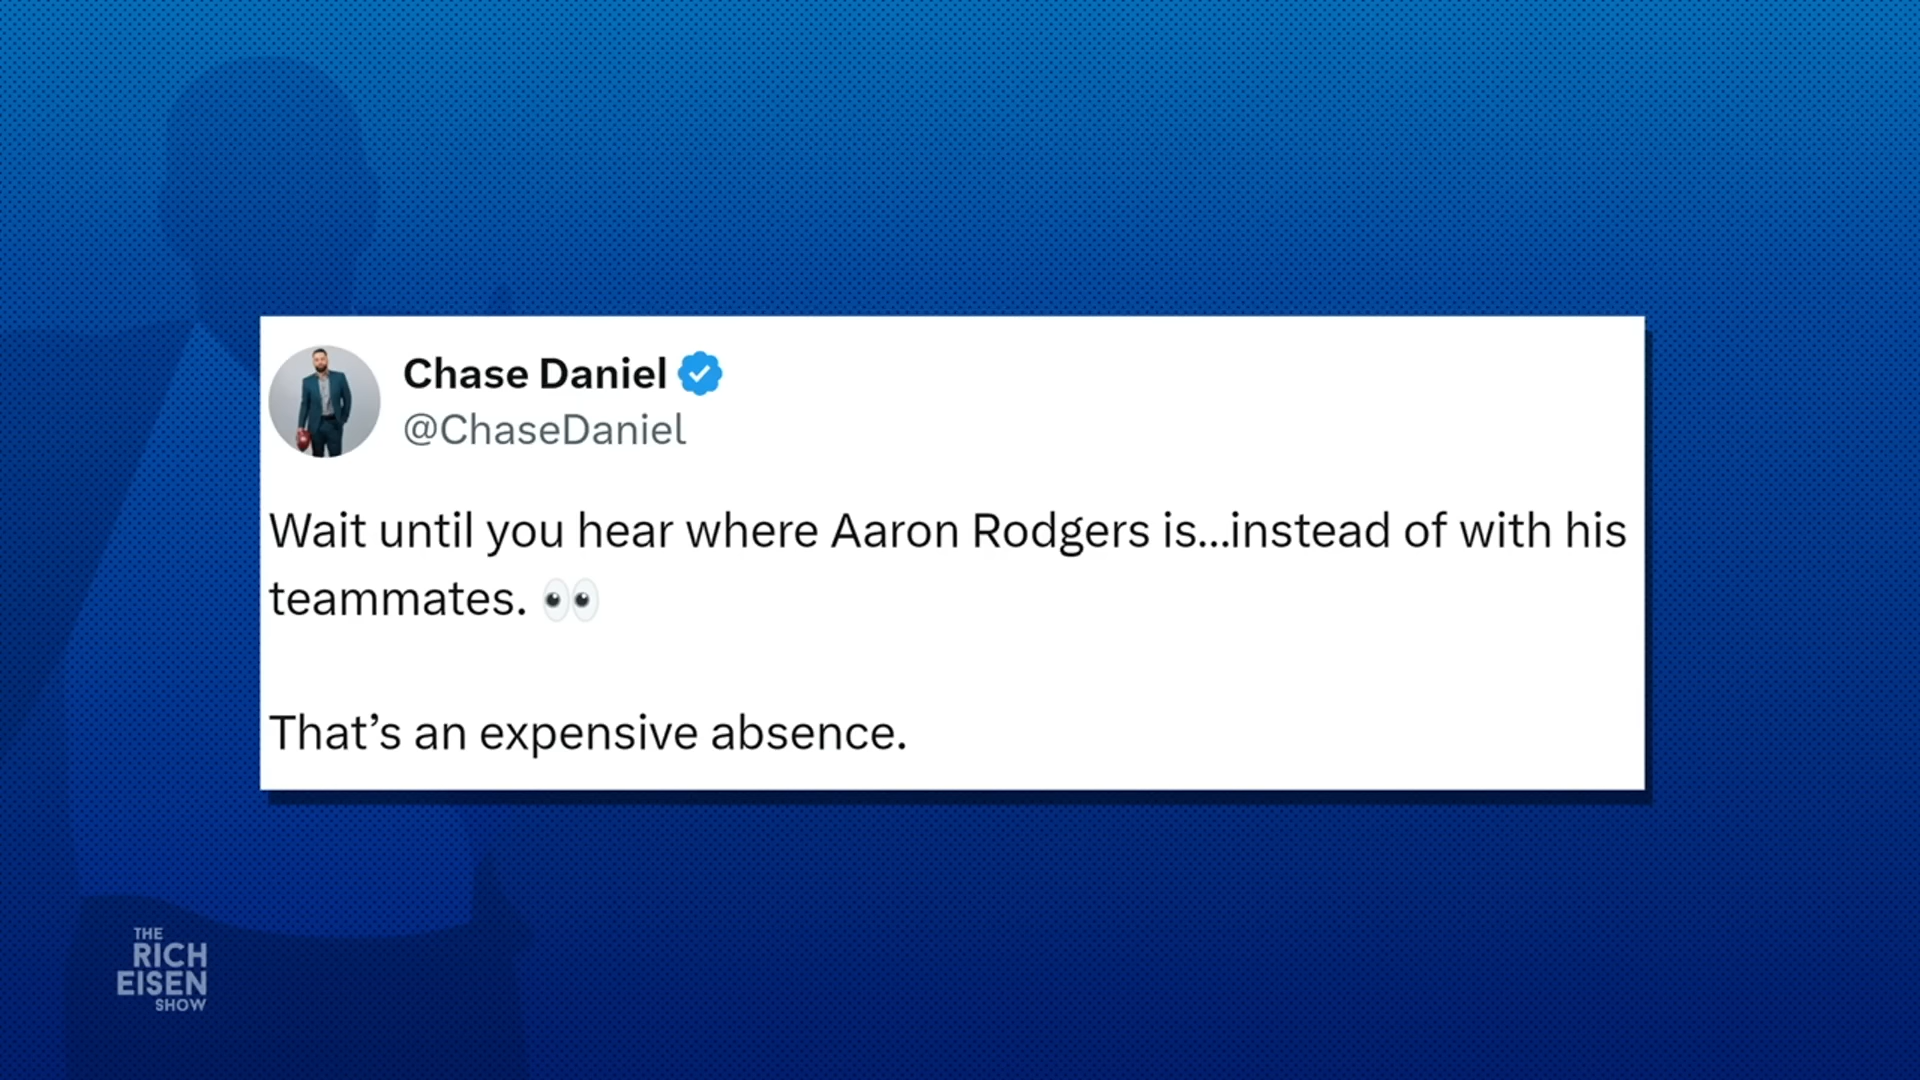 Chase Daniel
@ChaseDaniel
Wait until you hear where Aaron Rodgers is...instead of with his
teammates. 👀
That’s an expensive absence.
THE
RICH
EISEN
SHOW